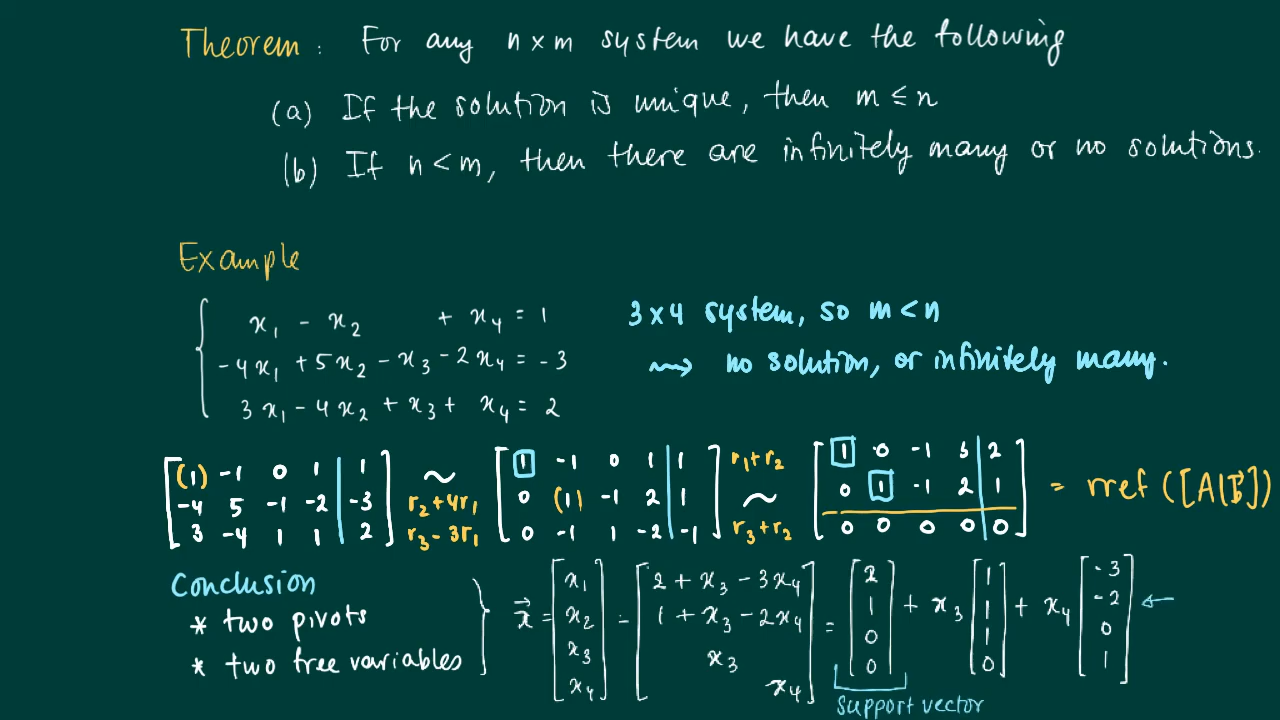 Theorem : For any n × m system we have the following
(a) If the solution is unique, then m ≤ n
(b) If n < m, then there are infinitely many or no solutions.
Example
{ x₁ - x₂ + x₄ = 1
-4x₁ + 5x₂ - x₃ - 2x₄ = -3
3x₁ - 4x₂ + x₃ + x₄ = 2
3 x 4 system, so m < n
⇝ no solution, or infinitely many.
[ (1) -1 0 1 | 1 ] ~ [ 1 -1 0 1 | 1 ] r₁+r₂ [ 1 0 -1 3 | 2 ]
[ -4 5 -1 -2 | -3 ] r₂+4r₁ [ 0 (1) -1 2 | 1 ] ~ [ 0 1 -1 2 | 1 ] = rref ([A|b⃗])
[ 3 -4 1 1 | 2 ] r₃-3r₁ [ 0 -1 1 -2 | -1 ] r₃+r₂ [ 0 0 0 0 | 0 ]
Conclusion
* two pivots
* two free variables }
x⃗ = [ x₁ ] = [ 2 + x₃ - 3x₄ ] = [ 2 ] + x₃ [ 1 ] + x₄ [ -3 ] ←
[ x₂ ] [ 1 + x₃ - 2x₄ ] [ 1 ] [ 1 ] [ -2 ]
[ x₃ ] [ x₃ ] [ 0 ] [ 1 ] [ 0 ]
[ x₄ ] [ x₄ ] [ 0 ] [ 0 ] [ 1 ]
support vector